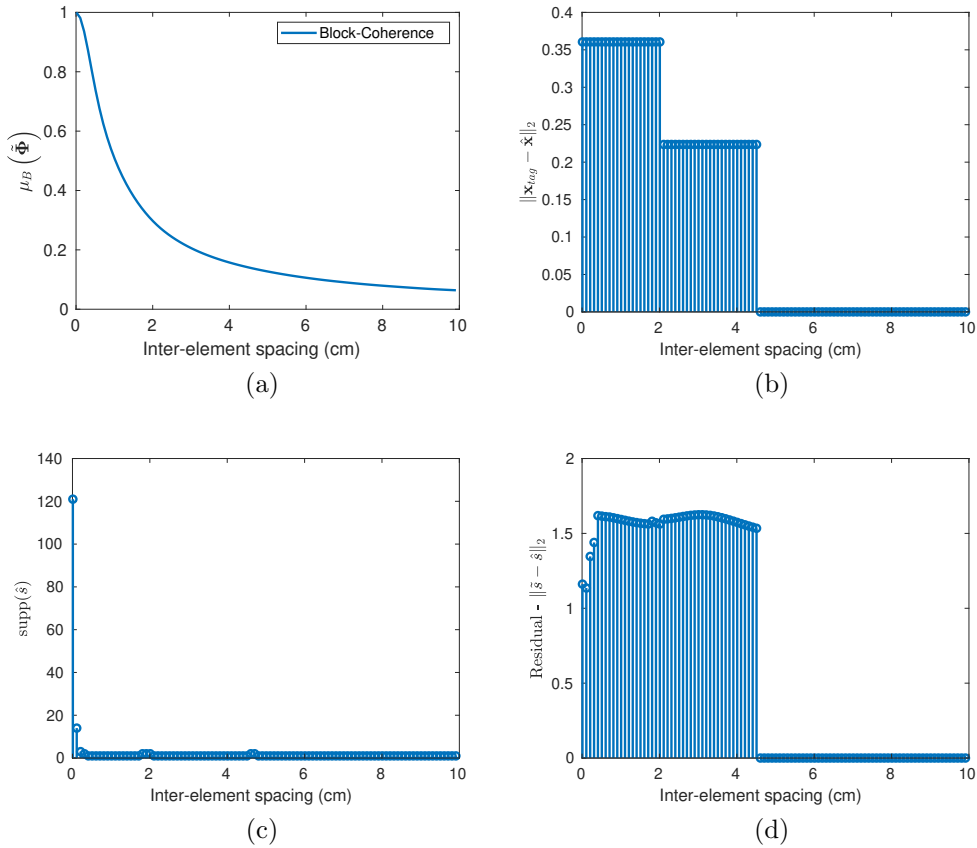 1
0.8
0.6
0.4
0.2
0
0 2 4 6 8 10
μ_B (Φ̃)
Block-Coherence
Inter-element spacing (cm)
(a)
0.4
0.35
0.3
0.25
0.2
0.15
0.1
0.05
0
0 2 4 6 8 10
‖x_tag − x̂‖₂
Inter-element spacing (cm)
(b)
140
120
100
80
60
40
20
0
0 2 4 6 8 10
supp(ŝ)
Inter-element spacing (cm)
(c)
2
1.5
1
0.5
0
0 2 4 6 8 10
Residual - ‖s̃ − ŝ‖₂
Inter-element spacing (cm)
(d)